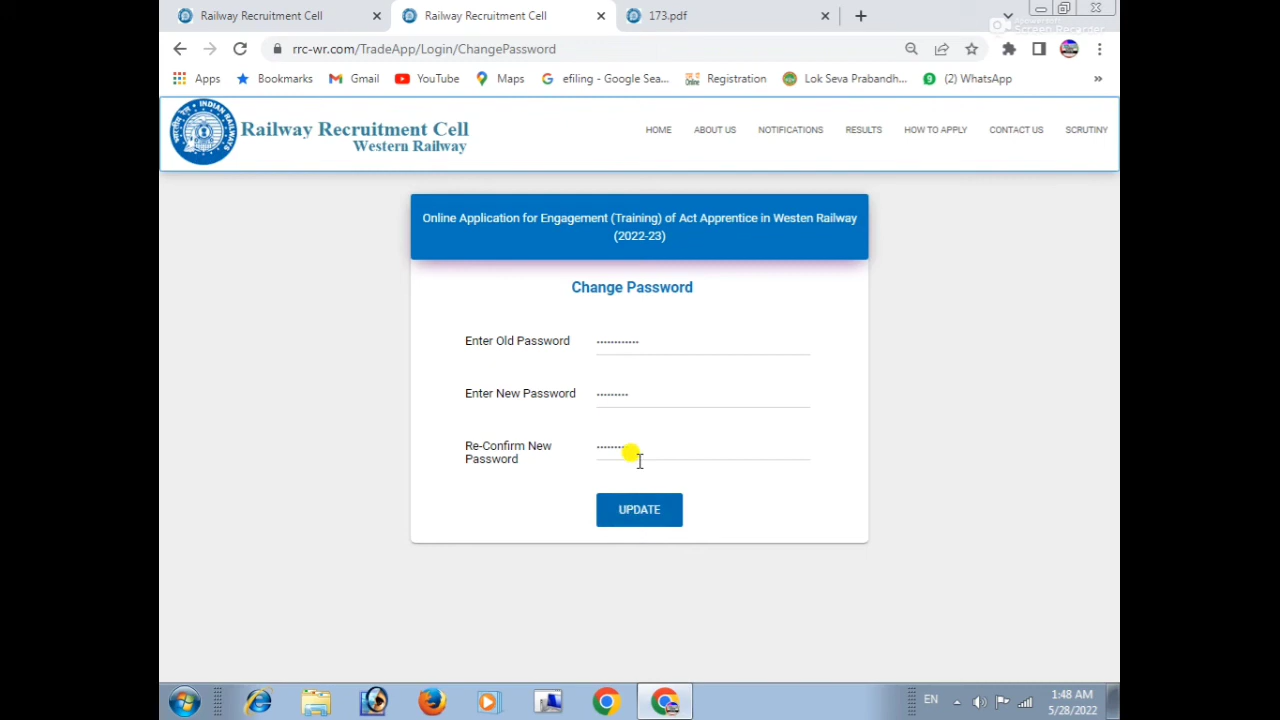 Railway Recruitment Cell
Railway Recruitment Cell
173.pdf
Screen Recorder
rrc-wr.com/TradeApp/Login/ChangePassword
Apps
Bookmarks
Gmail
YouTube
Maps
efiling - Google Sea...
Registration
Lok Seva Prabandh...
(2) WhatsApp
»
INDIAN RAILWAYS
Railway Recruitment Cell
Western Railway
HOME
ABOUT US
NOTIFICATIONS
RESULTS
HOW TO APPLY
CONTACT US
SCRUTINY
Online Application for Engagement (Training) of Act Apprentice in Westen Railway
(2022-23)
Change Password
Enter Old Password
Enter New Password
Re-Confirm New
Password
UPDATE
EN
1:48 AM
5/28/2022